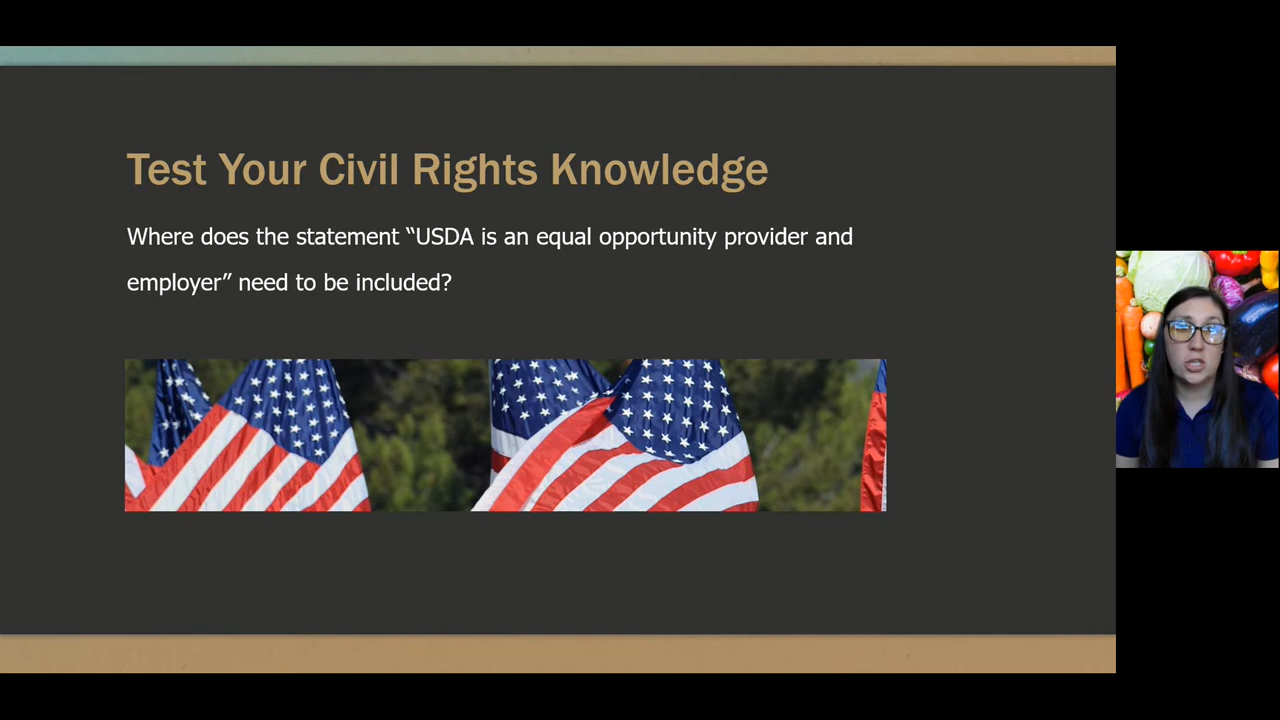 Test Your Civil Rights Knowledge
Where does the statement “USDA is an equal opportunity provider and
employer” need to be included?